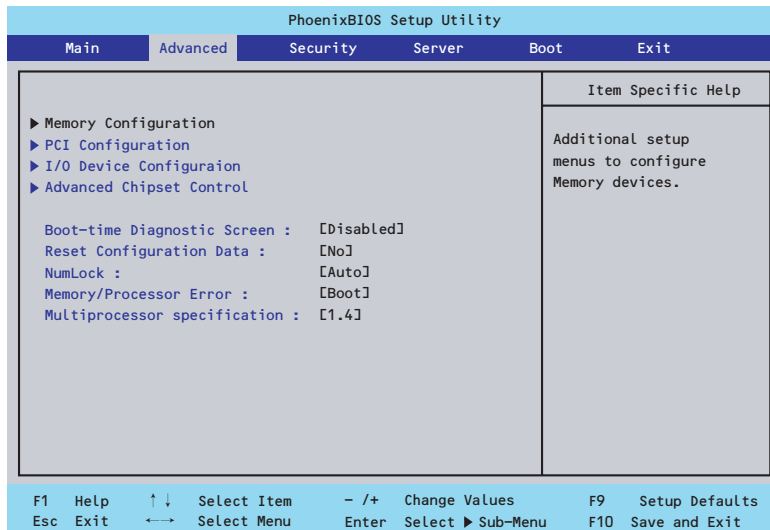 PhoenixBIOS Setup Utility
Main Advanced Security Server Boot Exit
Item Specific Help
▶ Memory Configuration
▶ PCI Configuration
▶ I/O Device Configuraion
▶ Advanced Chipset Control
Additional setup
menus to configure
Memory devices.
Boot-time Diagnostic Screen : [Disabled]
Reset Configuration Data : [No]
NumLock : [Auto]
Memory/Processor Error : [Boot]
Multiprocessor specification : [1.4]
F1 Help ↑↓ Select Item - /+ Change Values F9 Setup Defaults
Esc Exit ←→ Select Menu Enter Select ▶ Sub-Menu F10 Save and Exit